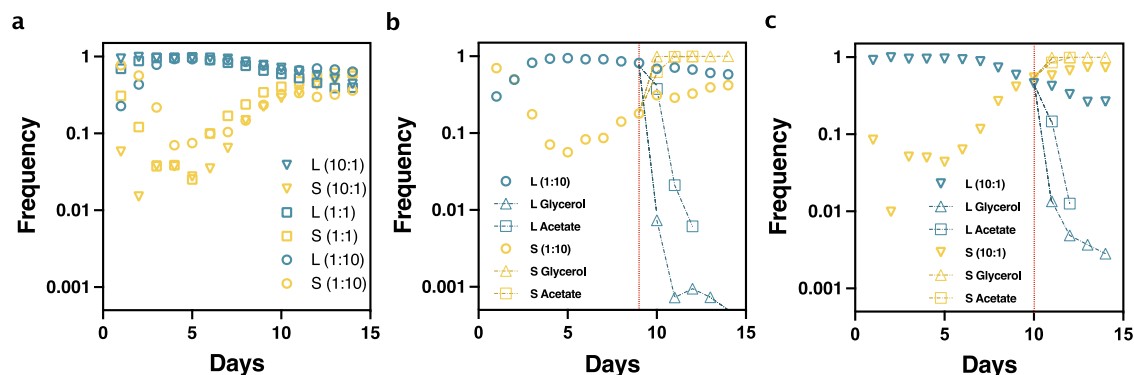 a
Frequency
1
0.1
0.01
0.001
L (10:1)
S (10:1)
L (1:1)
S (1:1)
L (1:10)
S (1:10)
0 5 10 15
Days
b
Frequency
1
0.1
0.01
0.001
L (1:10)
L Glycerol
L Acetate
S (1:10)
S Glycerol
S Acetate
0 5 10 15
Days
c
Frequency
1
0.1
0.01
0.001
L (10:1)
L Glycerol
L Acetate
S (10:1)
S Glycerol
S Acetate
0 5 10 15
Days